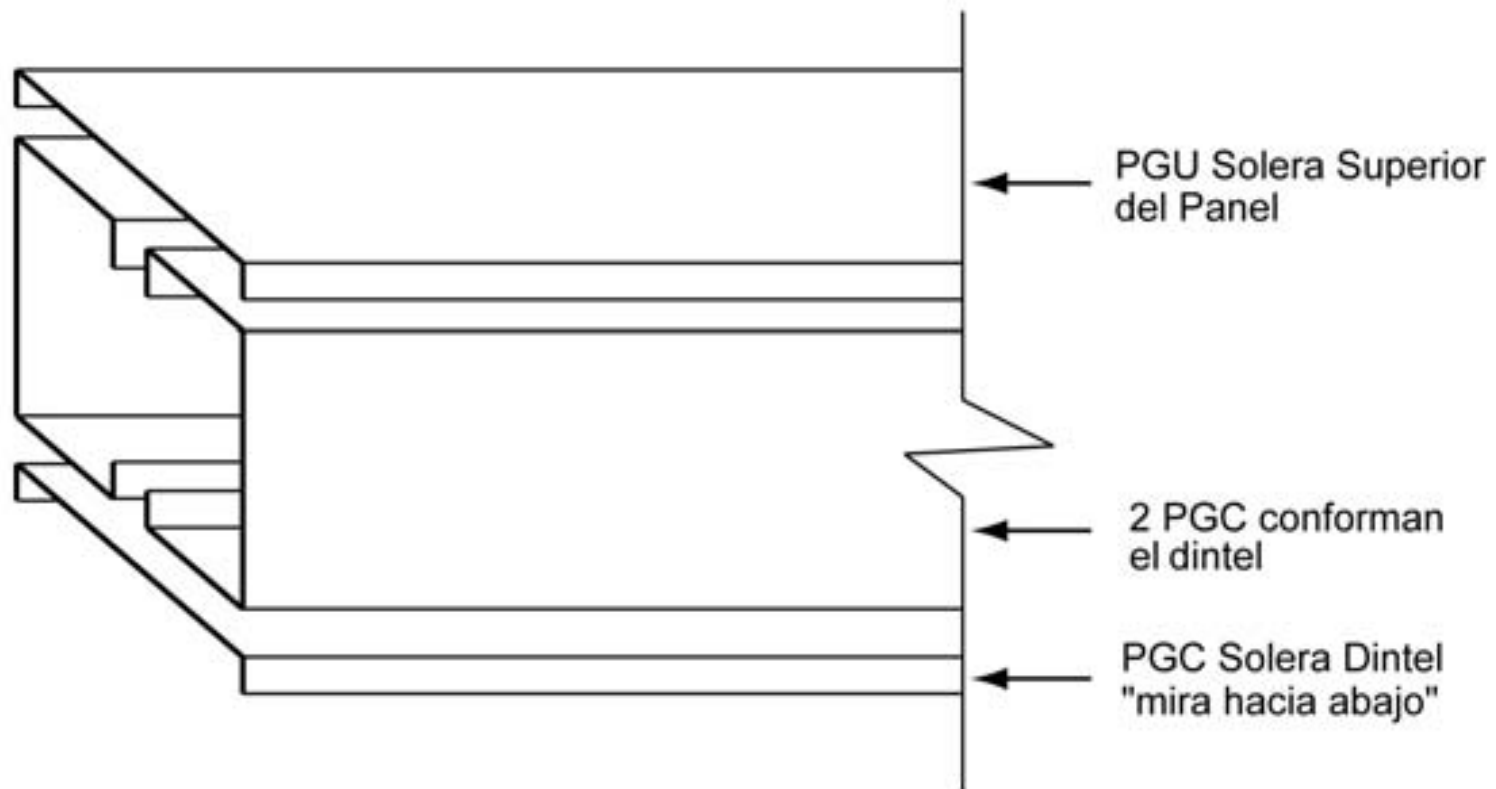 PGU Solera Superior
del Panel
2 PGC conforman
el dintel
PGC Solera Dintel
"mira hacia abajo"